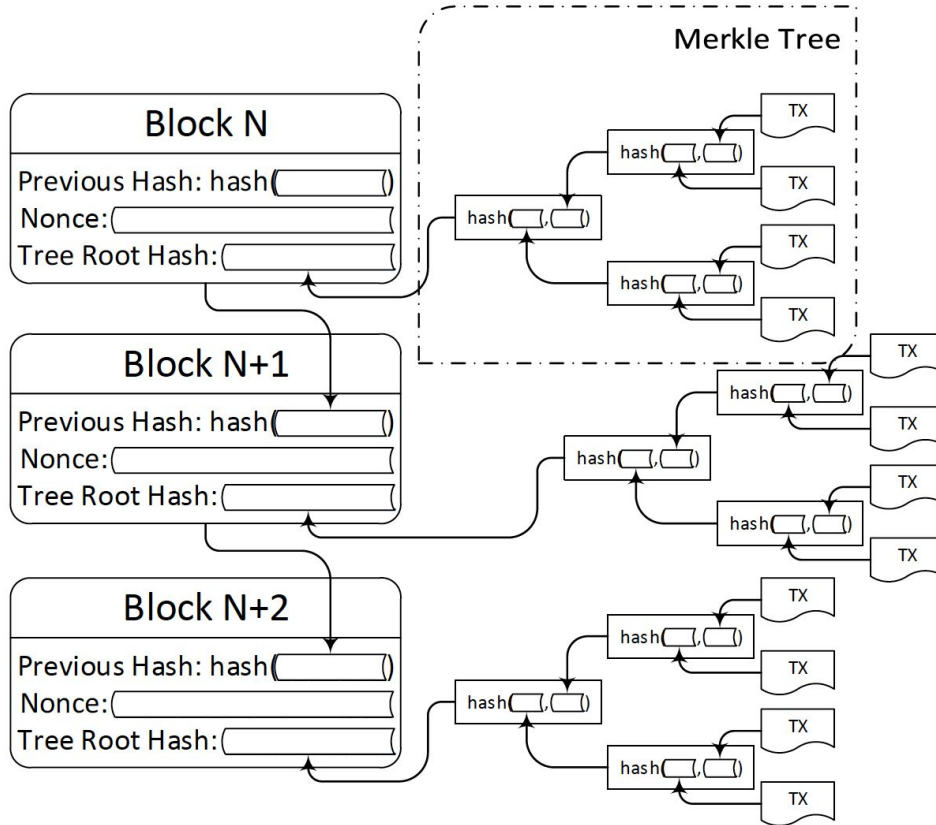 Merkle Tree
Block N
Previous Hash: hash( )
Nonce:
Tree Root Hash:
hash( , )
hash( , )
hash( , )
TX
TX
TX
TX
Block N+1
Previous Hash: hash( )
Nonce:
Tree Root Hash:
hash( , )
hash( , )
hash( , )
TX
TX
TX
TX
Block N+2
Previous Hash: hash( )
Nonce:
Tree Root Hash:
hash( , )
hash( , )
hash( , )
TX
TX
TX
TX